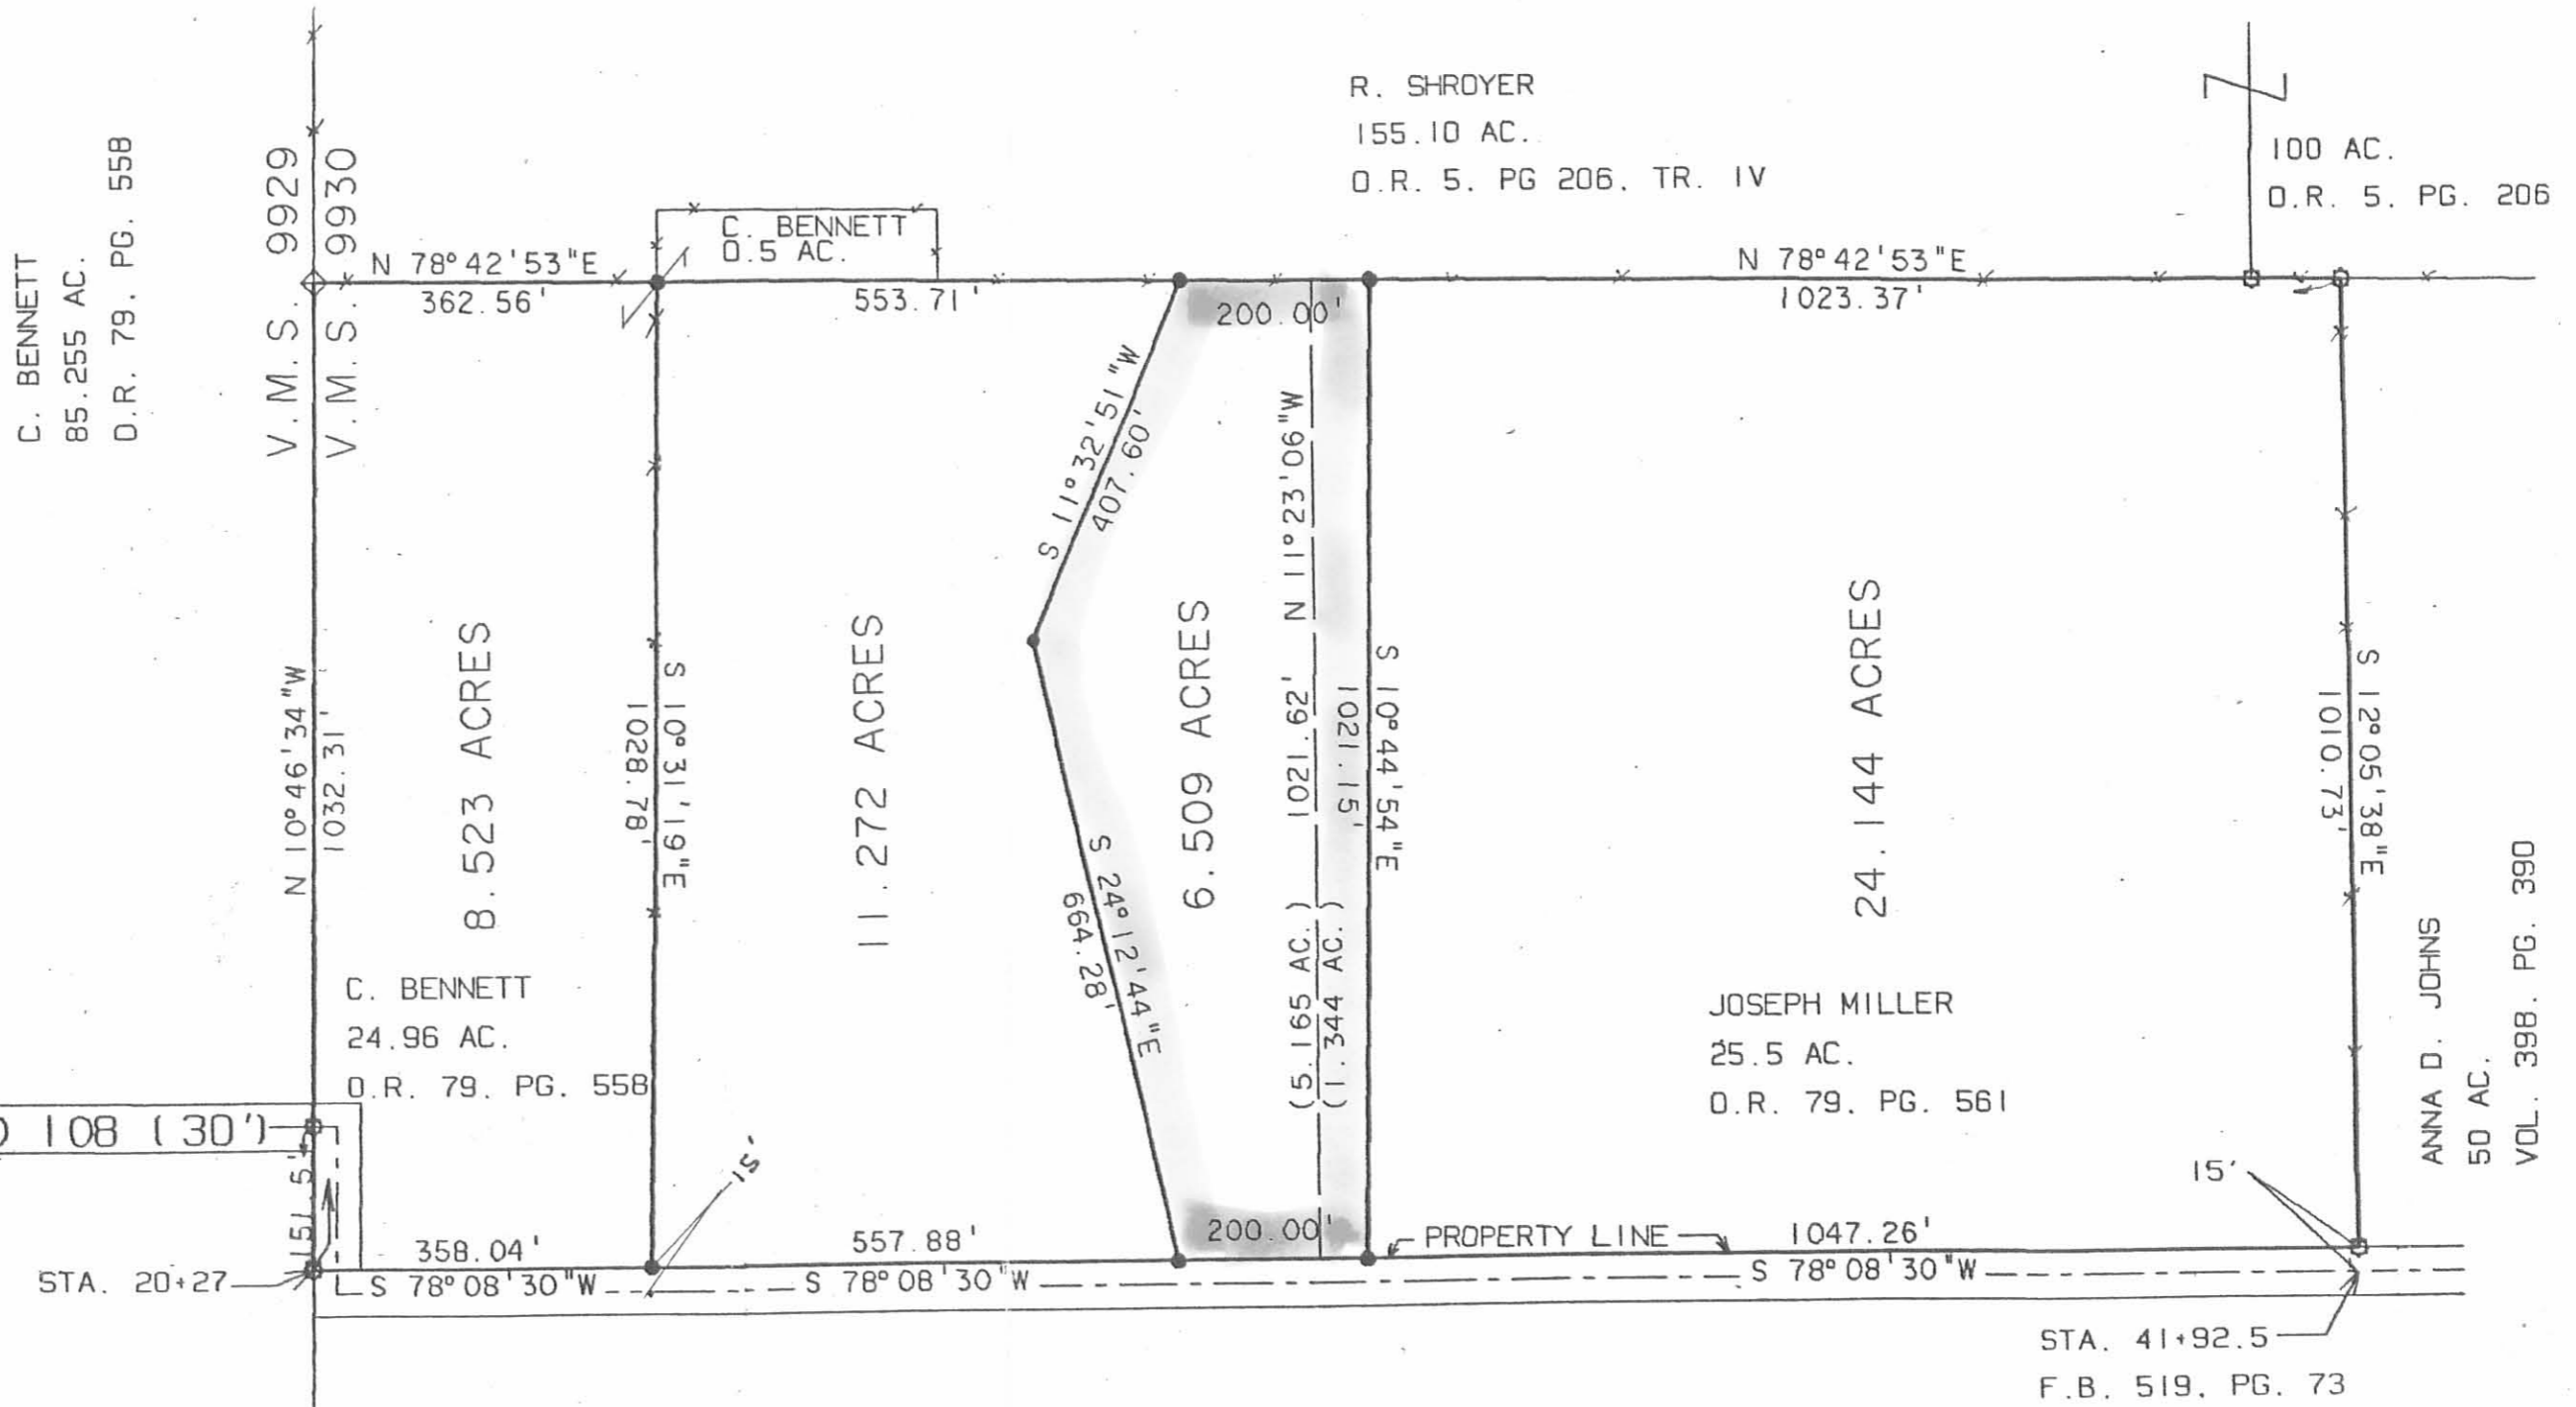 R. SHROYER
155.10 AC.
O.R. 5. PG 206. TR. IV
100 AC.
O.R. 5. PG. 206
C. BENNETT
85.255 AC.
O.R. 79. PG. 558
V.M.S. 9929
V.M.S. 9930
C. BENNETT
0.5 AC.
N 78°42'53"E
362.56'
553.71'
200.00'
N 78°42'53"E
1023.37'
N 10°46'34"W
1032.31'
8.523 ACRES
S 10°31'19"E
1028.78'
11.272 ACRES
S 11°32'51"W
407.60'
S 24°12'44"E
664.28'
6.509 ACRES
N 11°23'06"W
1021.62'
(5.165 AC.)
(1.344 AC.)
1021.15'
S 10°44'54"E
24.144 ACRES
S 12°05'38"E
1010.73'
C. BENNETT
24.96 AC.
O.R. 79. PG. 558
JOSEPH MILLER
25.5 AC.
O.R. 79. PG. 561
ANNA D. JOHNS
50 AC.
VOL. 398. PG. 390
108 (30')
151.5'
15'
15'
358.04'
557.88'
200.00'
PROPERTY LINE
1047.26'
STA. 20+27
S 78°08'30"W
S 78°08'30"W
S 78°08'30"W
STA. 41+92.5
F.B. 519. PG. 73